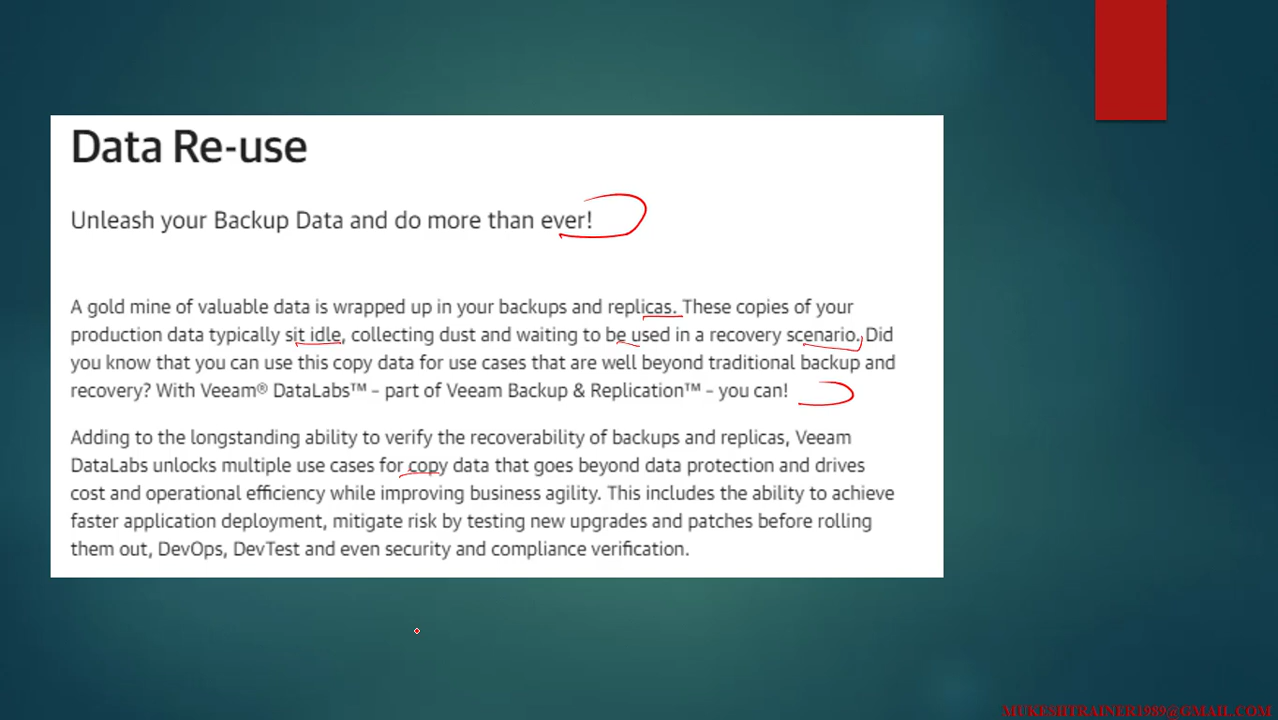 Data Re-use
Unleash your Backup Data and do more than ever!
A gold mine of valuable data is wrapped up in your backups and replicas. These copies of your
production data typically sit idle, collecting dust and waiting to be used in a recovery scenario. Did
you know that you can use this copy data for use cases that are well beyond traditional backup and
recovery? With Veeam® DataLabs™ – part of Veeam Backup & Replication™ – you can!
Adding to the longstanding ability to verify the recoverability of backups and replicas, Veeam
DataLabs unlocks multiple use cases for copy data that goes beyond data protection and drives
cost and operational efficiency while improving business agility. This includes the ability to achieve
faster application deployment, mitigate risk by testing new upgrades and patches before rolling
them out, DevOps, DevTest and even security and compliance verification.
MUKESHTRAINER1989@GMAIL.COM